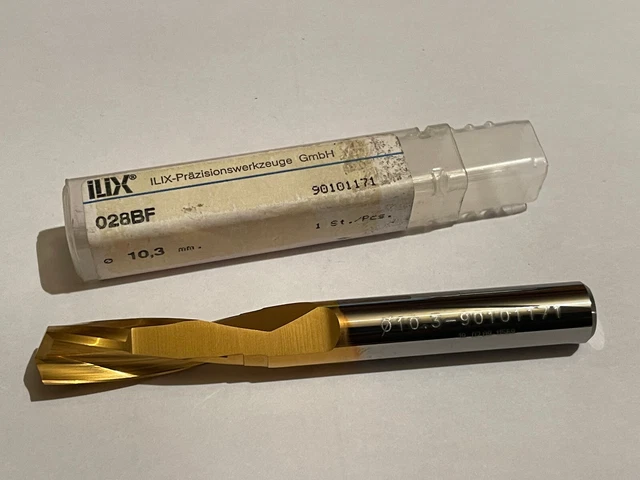 iLiX® ILIX-Präzisionswerkzeuge GmbH
028BF 90101171
⌀ 10,3 mm. 1 St./Pcs.
Ø10.3-90101171